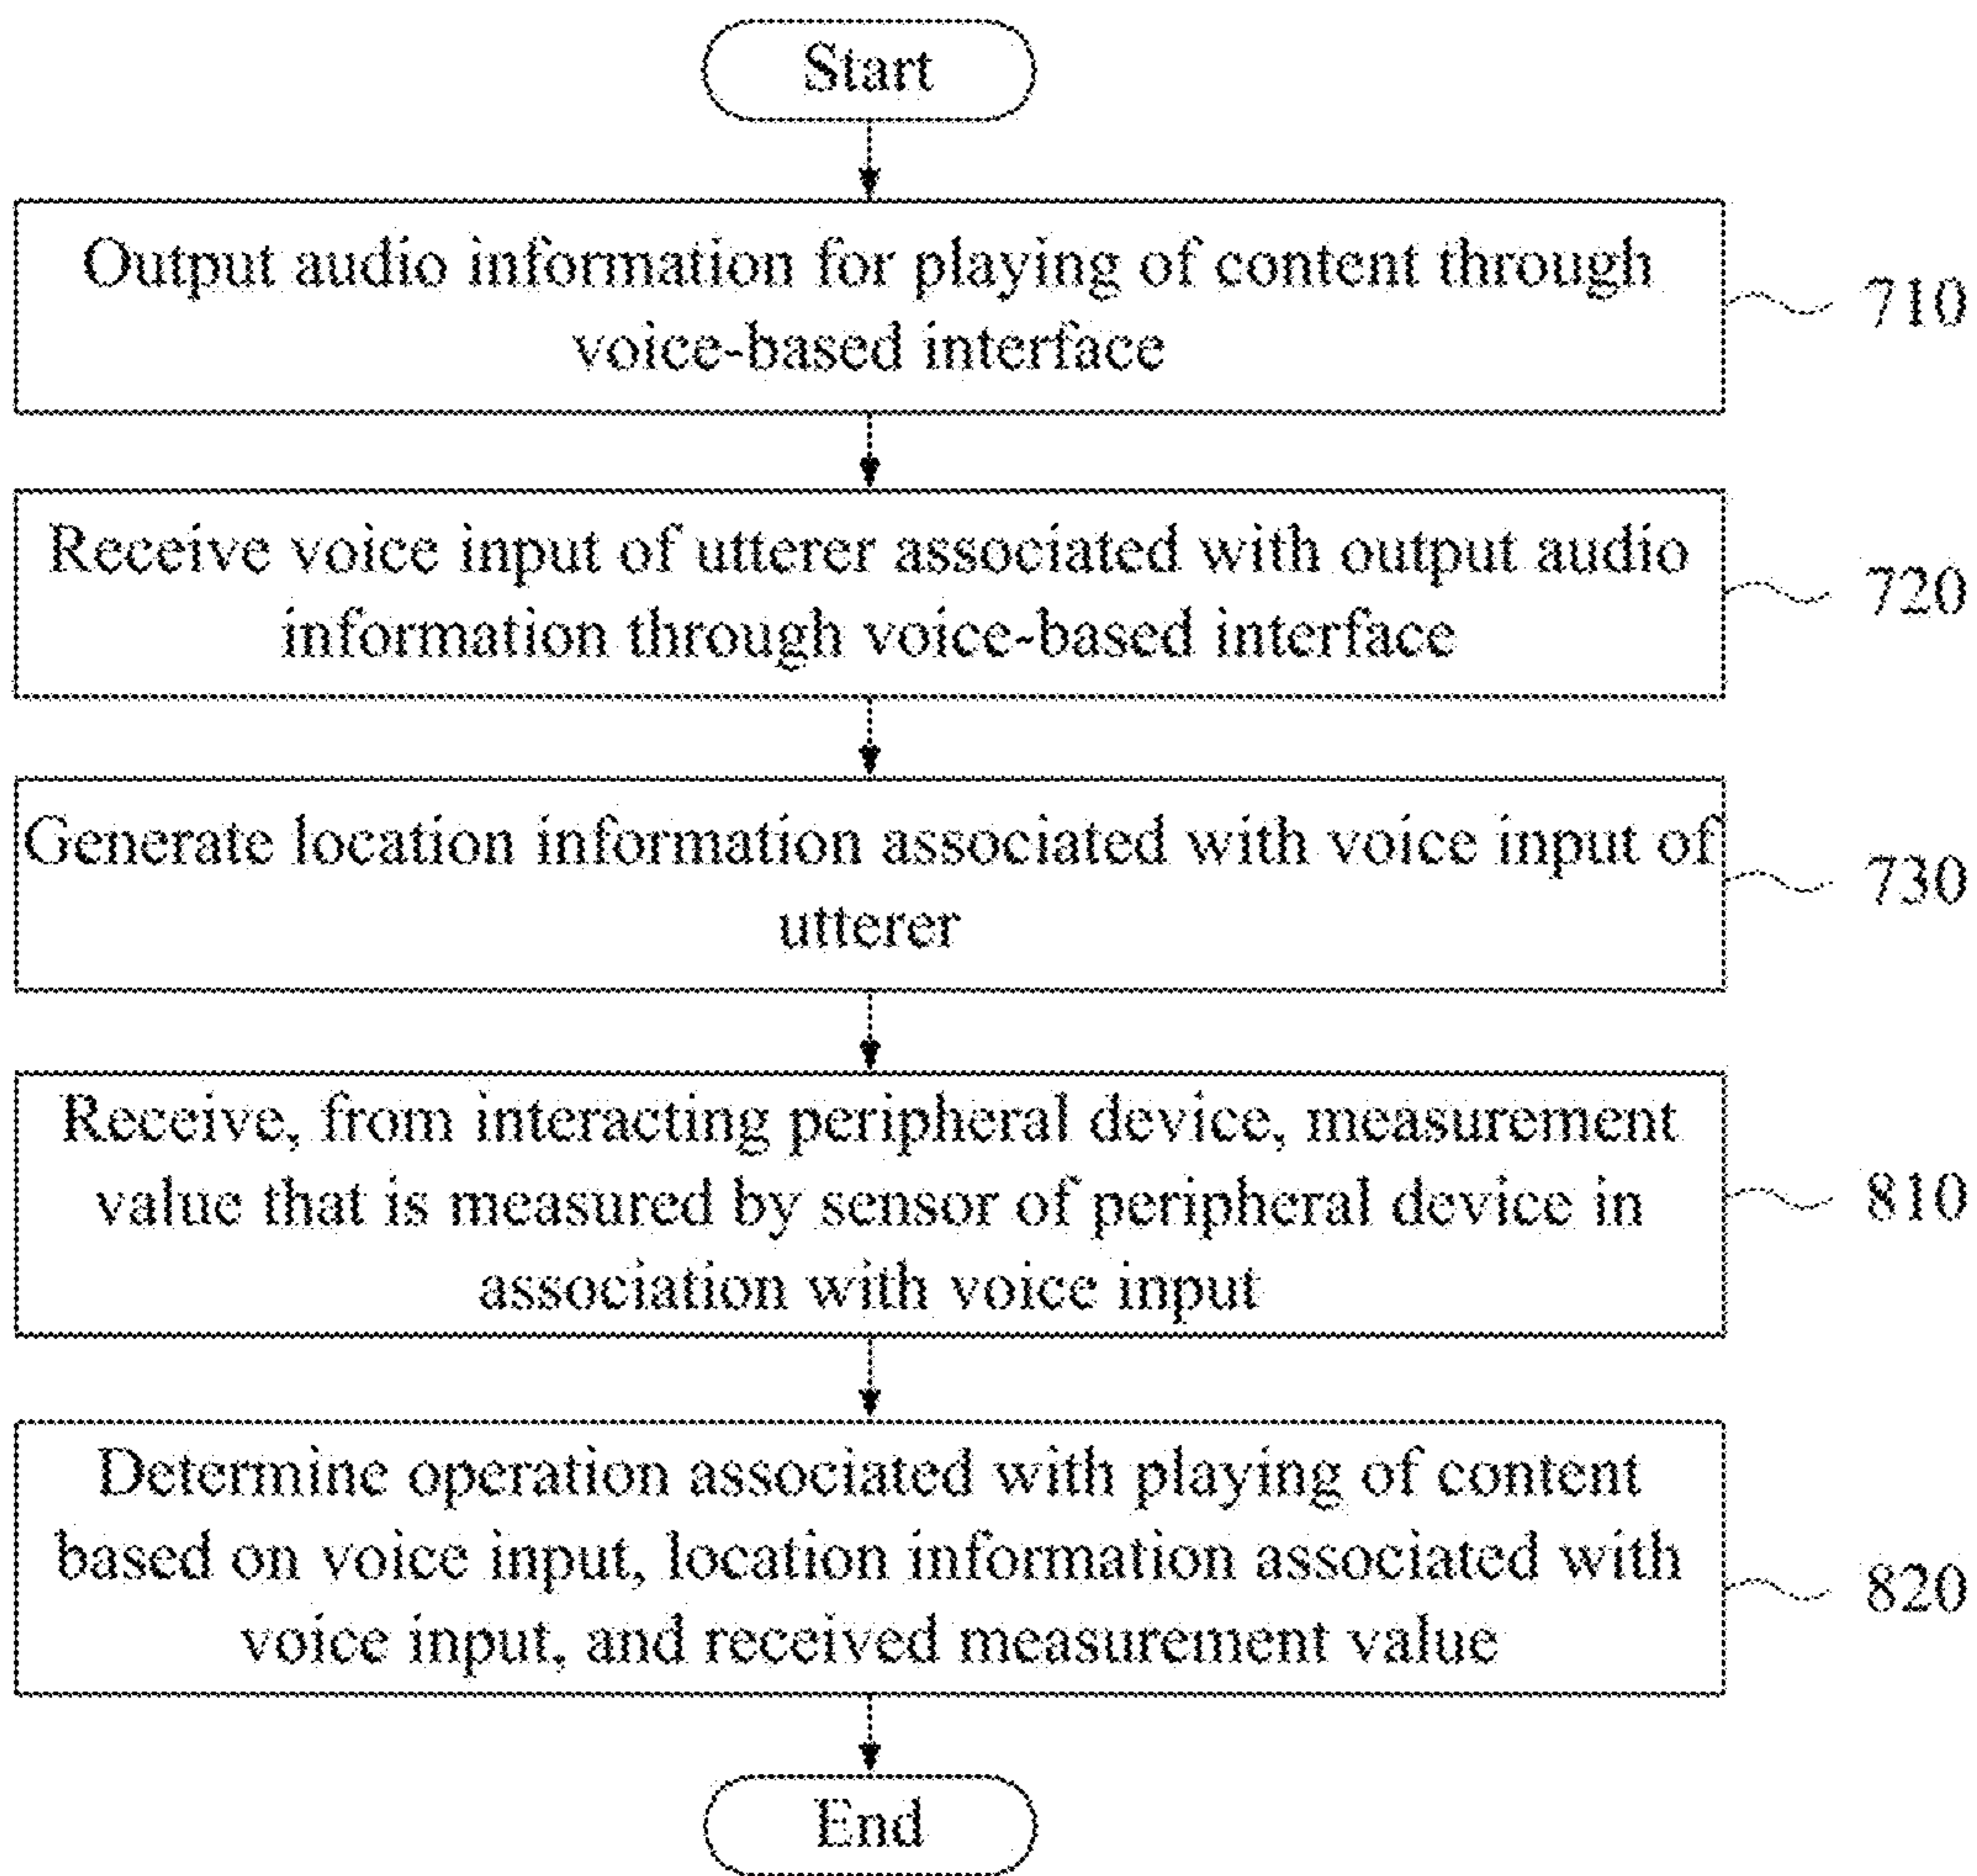 Start
Output audio information for playing of content through
voice-based interface
710
Receive voice input of utterer associated with output audio
information through voice-based interface
720
Generate location information associated with voice input of
utterer
730
Receive, from interacting peripheral device, measurement
value that is measured by sensor of peripheral device in
association with voice input
810
Determine operation associated with playing of content
based on voice input, location information associated with
voice input, and received measurement value
820
End